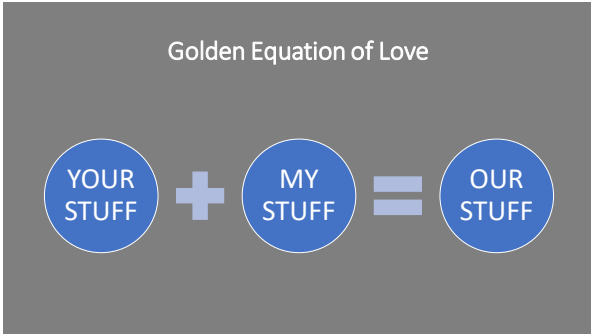 Golden Equation of Love
YOUR
STUFF
MY
STUFF
OUR
STUFF